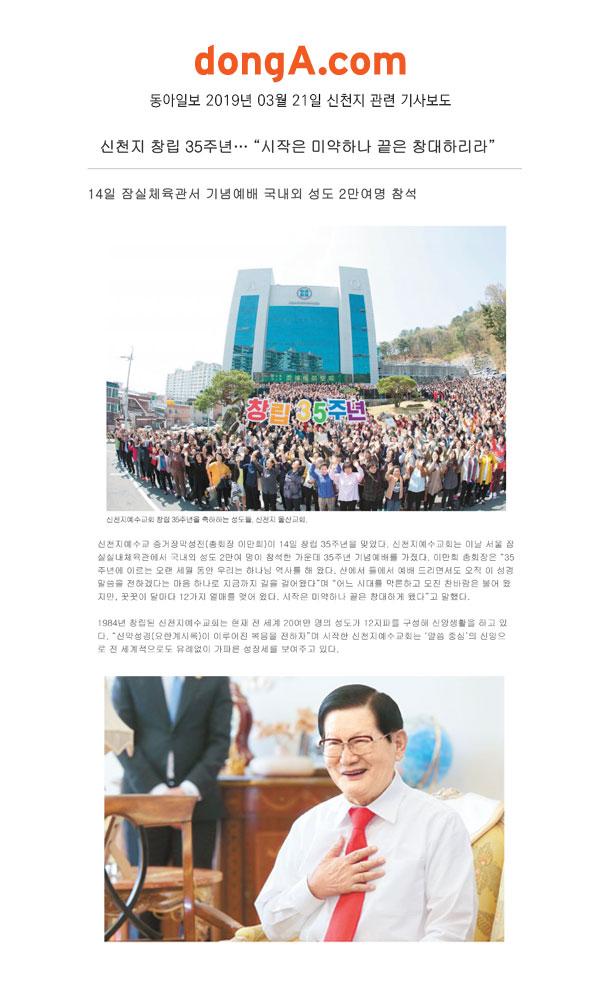 dongA.com
동아일보 2019년 03월 21일 신천지 관련 기사보도
신천지 창립 35주년… “시작은 미약하나 끝은 창대하리라”
14일 잠실체육관서 기념예배 국내외 성도 2만여명 참석
창립 35주년
신천지예수교회 창립 35주년을 축하하는 성도들, 신천지 울산교회.
신천지예수교 증거장막성전(총회장 이만희)이 14일 창립 35주년을 맞았다. 신천지예수교회는 이날 서울 잠
실실내체육관에서 국내외 성도 2만여 명이 참석한 가운데 35주년 기념예배를 가졌다. 이만희 총회장은 “35
주년에 이르는 오랜 세월 동안 우리는 하나님 역사를 해 왔다. 산에서 들에서 예배 드리면서도 오직 이 성경
말씀을 전하겠다는 마음 하나로 지금까지 길을 걸어왔다”며 “어느 시대를 막론하고 모진 찬바람은 불어 왔
지만, 꿋꿋이 달마다 12가지 열매를 맺어 왔다. 시작은 미약하나 끝은 창대하게 됐다”고 말했다.
1984년 창립된 신천지예수교회는 현재 전 세계 20여만 명의 성도가 12지파를 구성해 신앙생활을 하고 있
다. “신약성경(요한계시록)이 이루어진 복음을 전하자”며 시작한 신천지예수교회는 ‘말씀 중심’의 신앙으
로 전 세계적으로도 유례없이 가파른 성장세를 보여주고 있다.